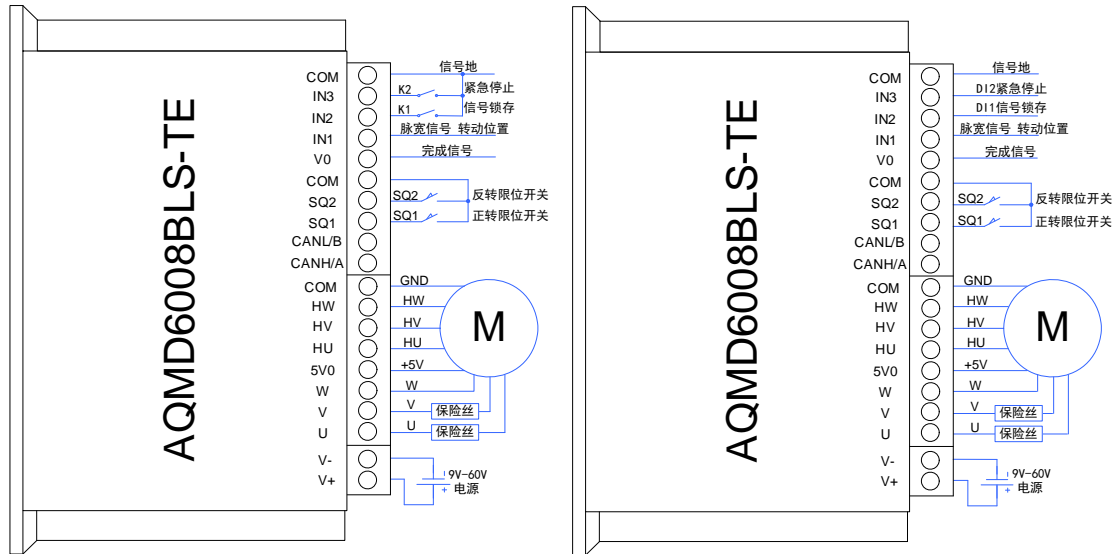 AQMD6008BLS-TE
COM
信号地
IN3
K2
紧急停止
IN2
K1
信号锁存
IN1
脉宽信号 转动位置
V0
完成信号
COM
SQ2
SQ2
反转限位开关
SQ1
SQ1
正转限位开关
CANL/B
CANH/A
COM
GND
HW
HW
HV
HV
HU
HU
M
5V0
+5V
W
W
V
V
保险丝
U
U
保险丝
V-
V+
9V-60V
电源
AQMD6008BLS-TE
COM
信号地
IN3
DI2紧急停止
IN2
DI1信号锁存
IN1
脉宽信号 转动位置
V0
完成信号
COM
SQ2
SQ2
反转限位开关
SQ1
SQ1
正转限位开关
CANL/B
CANH/A
COM
GND
HW
HW
HV
HV
HU
HU
M
5V0
+5V
W
W
V
V
保险丝
U
U
保险丝
V-
V+
9V-60V
电源